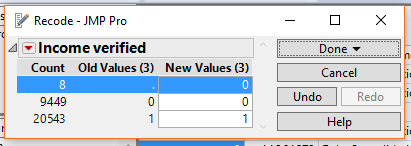 Recode - JMP Pro
Income verified
Count Old Values (3) New Values (3)
8 . 0
9449 0 0
20543 1 1
Done
Cancel
Undo Redo
Help